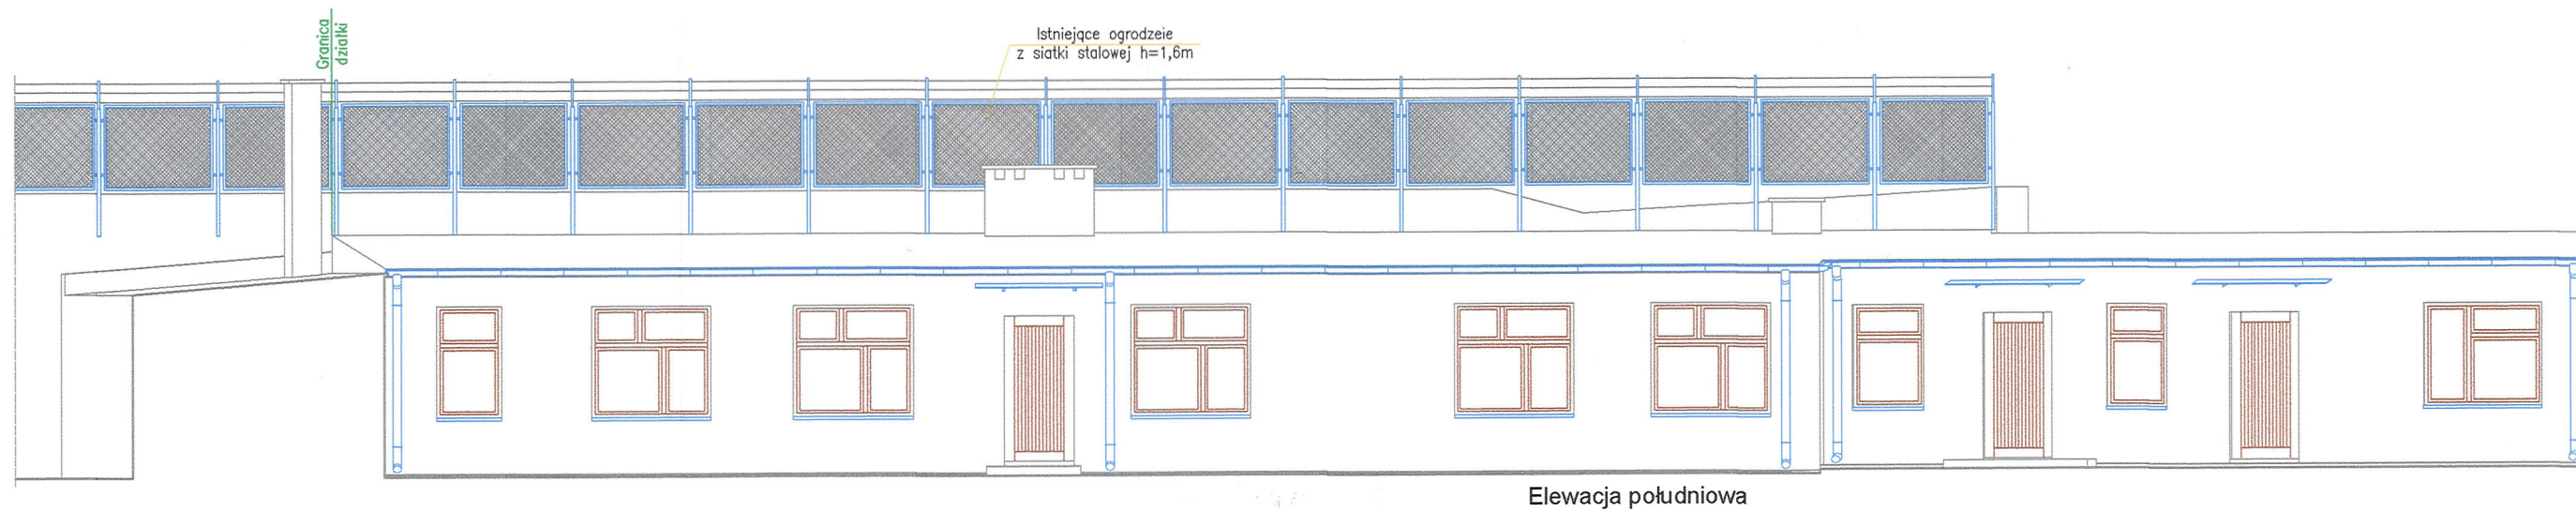 Granica
działki
Istniejące ogrodzeie
z siatki stalowej h=1,6m
Elewacja południowa